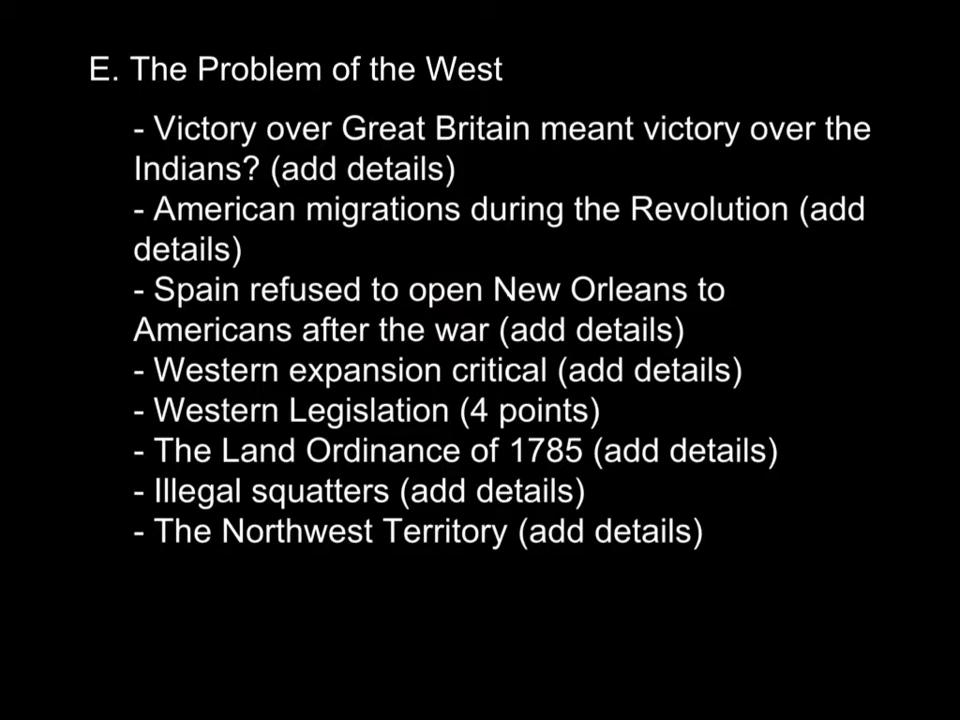 E. The Problem of the West
- Victory over Great Britain meant victory over the
Indians? (add details)
- American migrations during the Revolution (add
details)
- Spain refused to open New Orleans to
Americans after the war (add details)
- Western expansion critical (add details)
- Western Legislation (4 points)
- The Land Ordinance of 1785 (add details)
- Illegal squatters (add details)
- The Northwest Territory (add details)